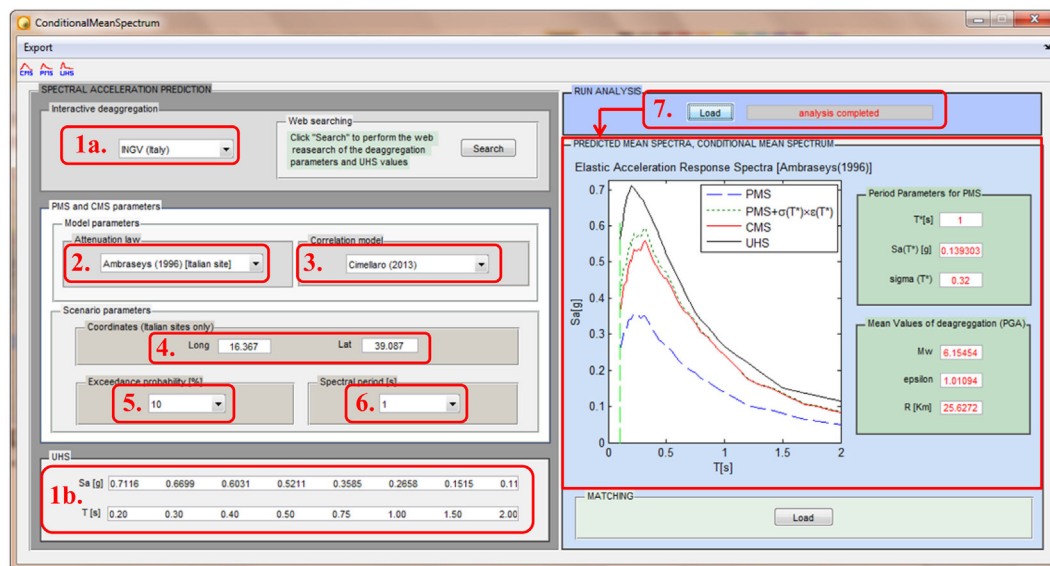 ConditionalMeanSpectrum
Export
CMS PMS UHS
SPECTRAL ACCELERATION PREDICTION
Interactive deaggregation
1a.
INGV (Italy)
Web searching
Click "Search" to perform the web
reasearch of the deaggregation
parameters and UHS values
Search
PMS and CMS parameters
Model parameters
Attenuation law
2. Ambraseys (1996) [Italian site]
Correlation model
3. Cimellaro (2013)
Scenario parameters
Coordinates (Italian sites only)
4. Long 16.367 Lat 39.087
Exceedance probability [%]
5. 10
Spectral period [s]
6. 1
UHS
1b.
Sa [g] 0.7116 0.6699 0.6031 0.5211 0.3585 0.2658 0.1515 0.11
T [s] 0.20 0.30 0.40 0.50 0.75 1.00 1.50 2.00
RUN ANALYSIS
7. Load analysis completed
PREDICTED MEAN SPECTRA, CONDITIONAL MEAN SPECTRUM
Elastic Acceleration Response Spectra [Ambraseys(1996)]
PMS
PMS+σ(T*)×ε(T*)
CMS
UHS
Sa[g]
0.7
0.6
0.5
0.4
0.3
0.2
0.1
0
0 0.5 1 1.5 2
T[s]
Period Parameters for PMS
T*[s] 1
Sa(T*) [g] 0.139303
sigma (T*) 0.32
Mean Values of deagreggation (PGA)
Mw 6.15454
epsilon 1.01094
R [Km] 25.6272
MATCHING
Load